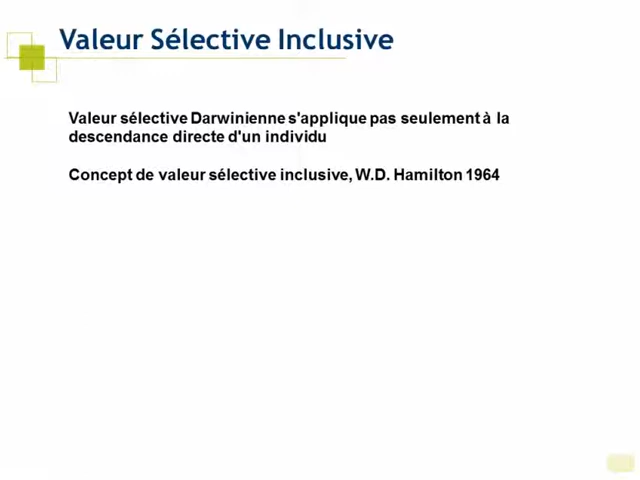 Valeur Sélective Inclusive
Valeur sélective Darwinienne s'applique pas seulement à la
descendance directe d'un individu
Concept de valeur sélective inclusive, W.D. Hamilton 1964